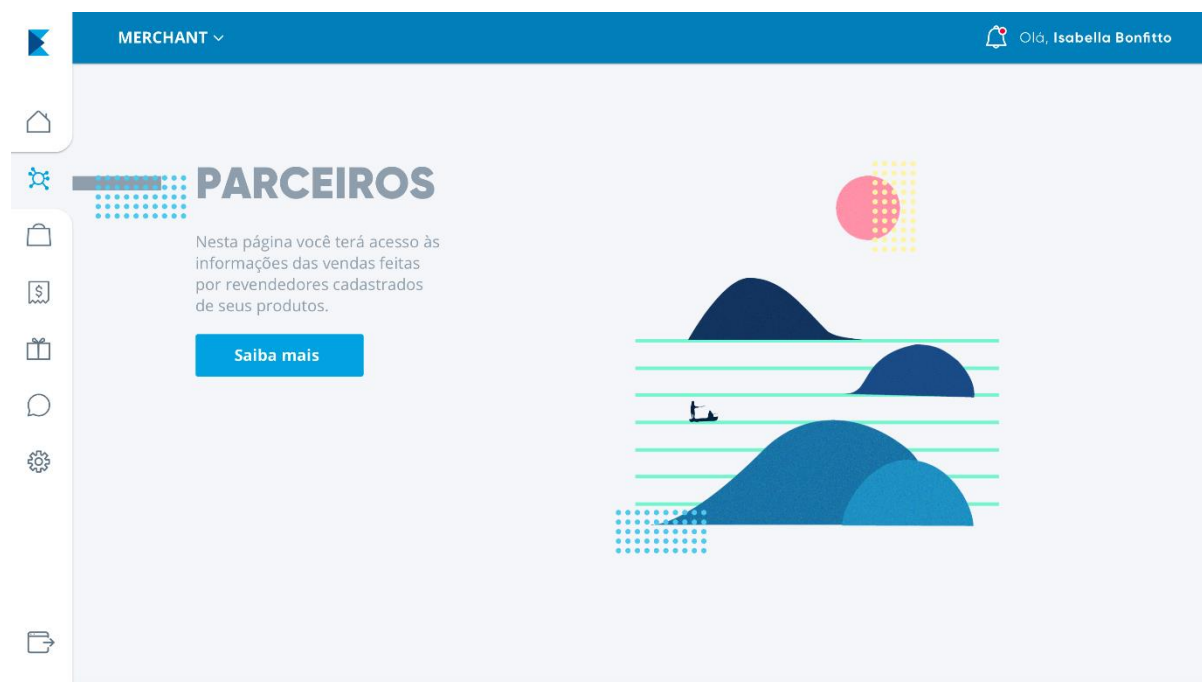 MERCHANT
Olá, Isabella Bonfitto
PARCEIROS
Nesta página você terá acesso às
informações das vendas feitas
por revendedores cadastrados
de seus produtos.
Saiba mais